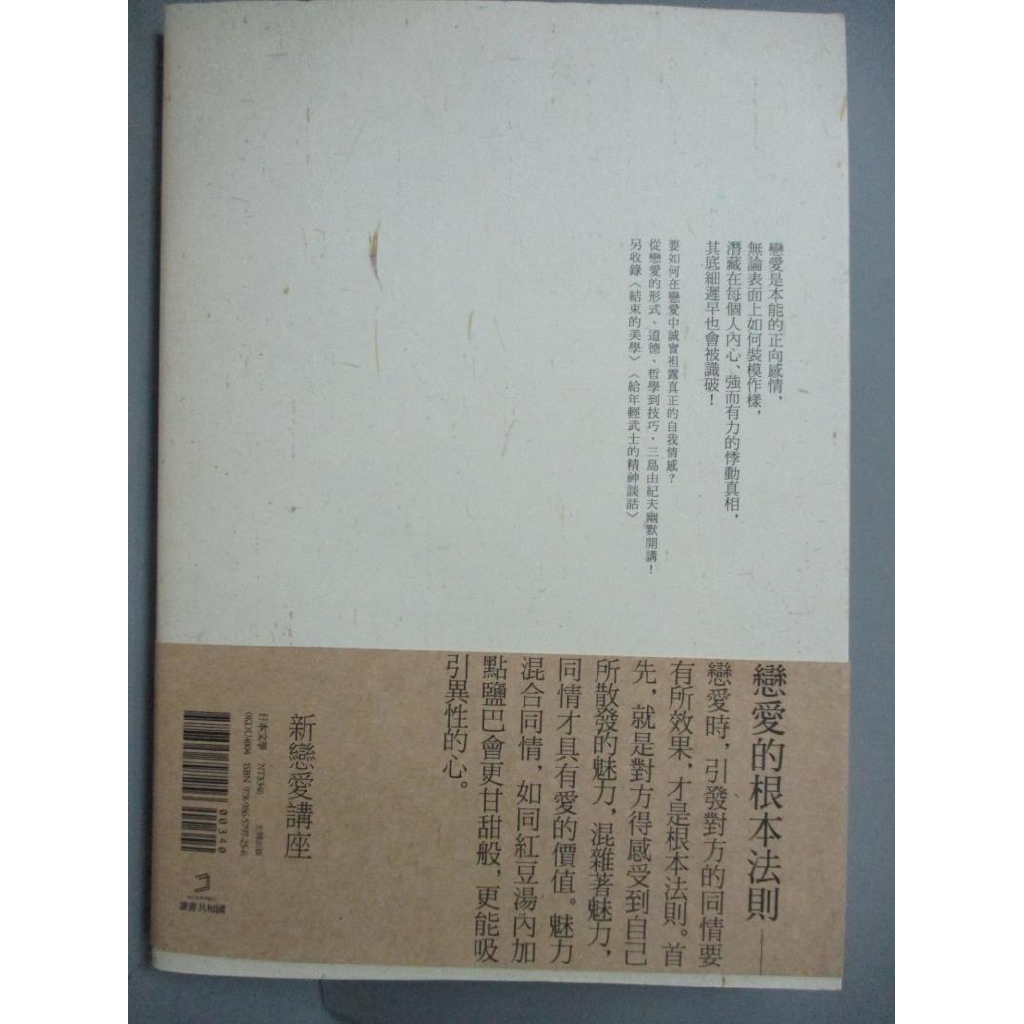 戀愛是本能的正向感情，
無論表面上如何裝模作樣，
潛藏在每個人內心、強而有力的悸動真相，
其底細遲早也會被識破！
要如何在戀愛中誠實袒露真正的自我情感？
從戀愛的形式、道德、哲學到技巧，三島由紀夫幽默開講！
另收錄〈結束的美學〉〈給年輕武士的精神談話〉
戀愛的根本法則——
戀愛時，引發對方的同情要
有所效果，才是根本法則。首
先，就是對方得感受到自己
所散發的魅力，混雜著魅力，
同情才具有愛的價值。魅力
混合同情，如同紅豆湯內加
點鹽巴會更甘甜般，更能吸
引異性的心。
新戀愛講座
日本文學 NT$340
ISBN
00340
讀書共和國